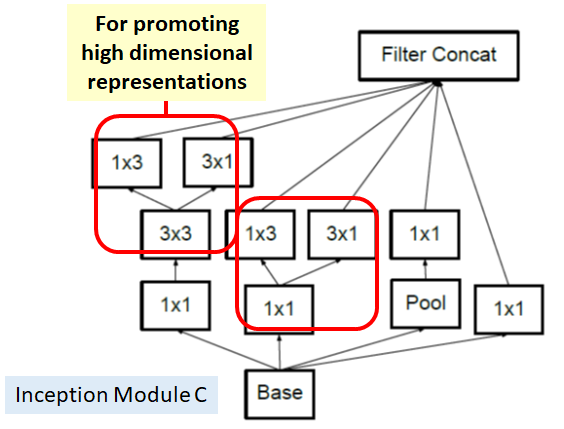 For promoting
high dimensional
representations
Filter Concat
1x3 3x1
3x3 1x3 3x1 1x1
1x1 1x1 Pool 1x1
Base
Inception Module C